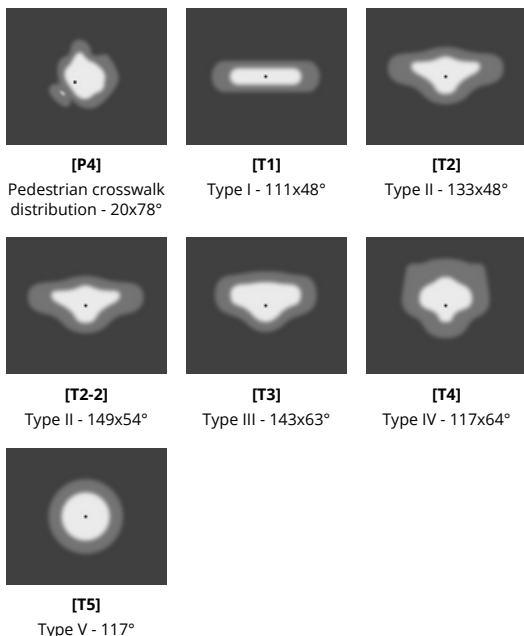 [P4]
Pedestrian crosswalk
distribution - 20x78°
[T1]
Type I - 111x48°
[T2]
Type II - 133x48°
[T2-2]
Type II - 149x54°
[T3]
Type III - 143x63°
[T4]
Type IV - 117x64°
[T5]
Type V - 117°